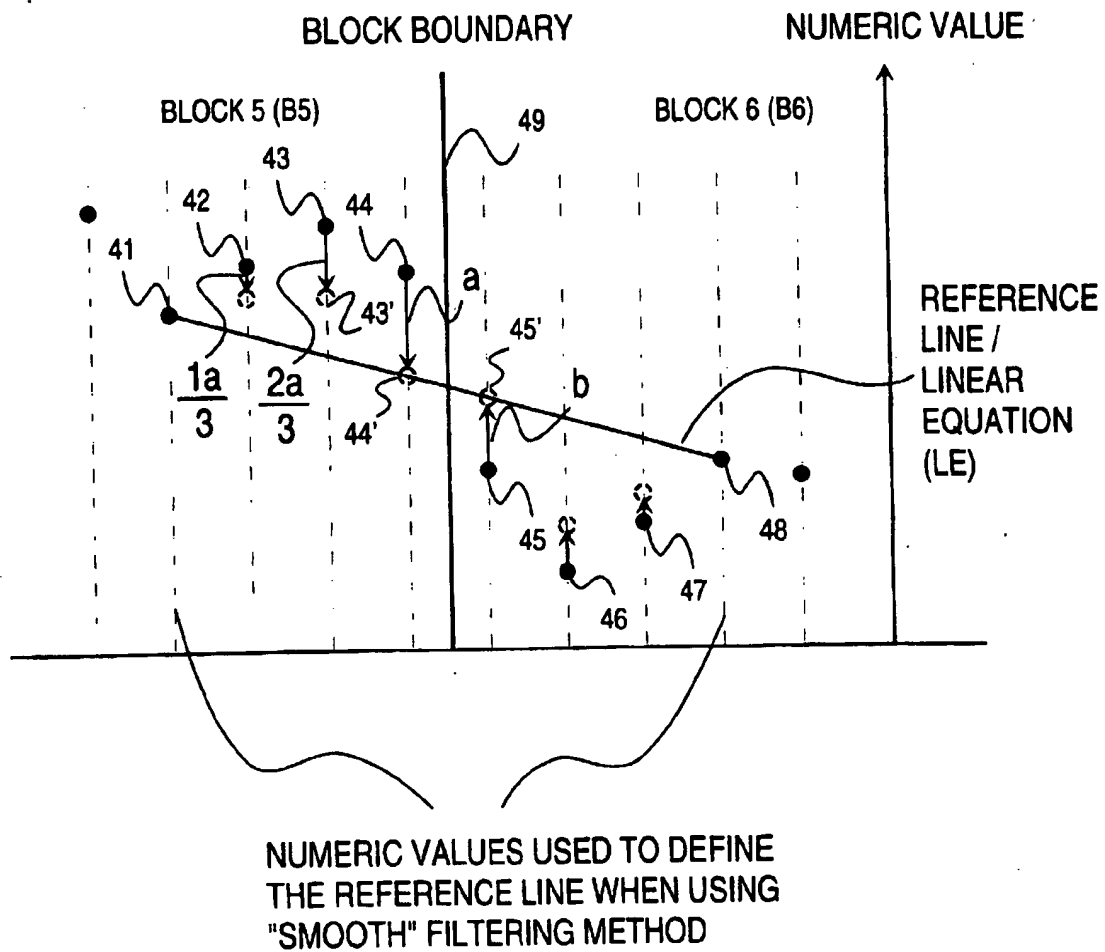 BLOCK BOUNDARY
NUMERIC VALUE
BLOCK 5 (B5)
BLOCK 6 (B6)
49
43
42
44
41
a
43'
45'
REFERENCE
LINE /
LINEAR
EQUATION
(LE)
b
1a
3
2a
3
44'
45
48
47
46
NUMERIC VALUES USED TO DEFINE
THE REFERENCE LINE WHEN USING
"SMOOTH" FILTERING METHOD